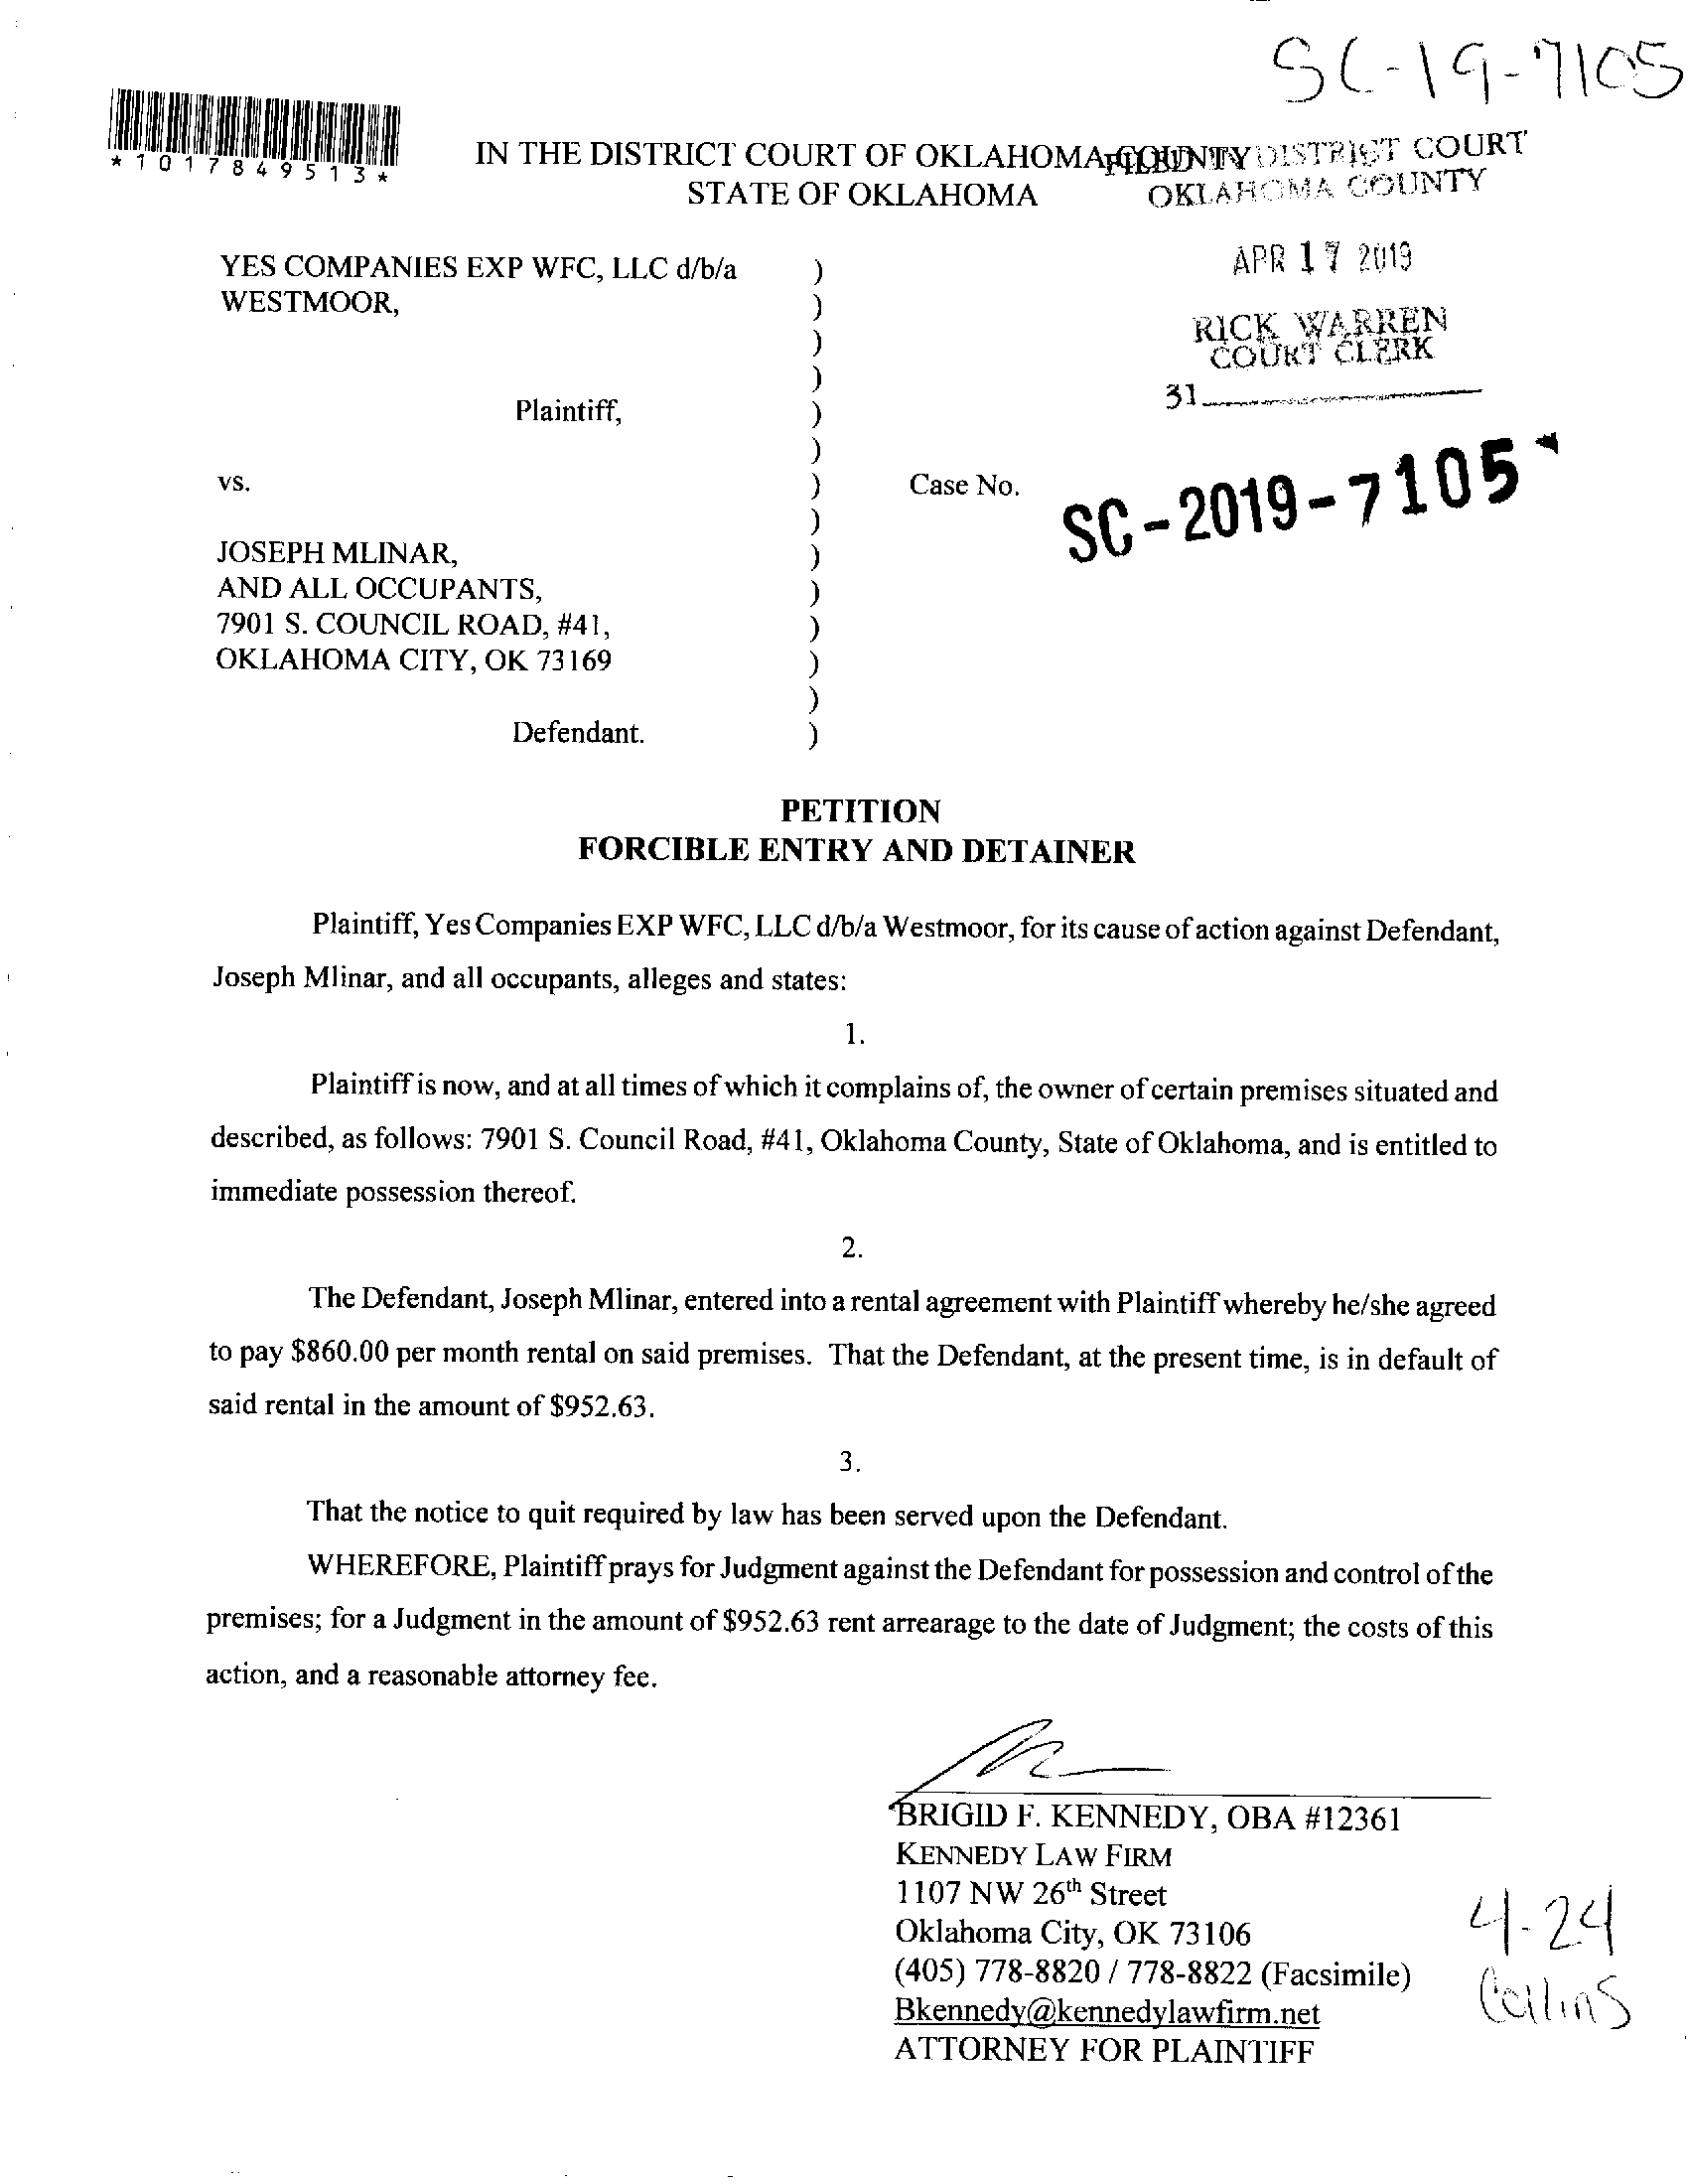 SC-19-7105
*1017849513*
IN THE DISTRICT COURT OF OKLAHOMA COUNTY
STATE OF OKLAHOMA
FILED IN DISTRICT COURT
OKLAHOMA COUNTY
APR 17 2019
RICK WARREN
COURT CLERK
31
YES COMPANIES EXP WFC, LLC d/b/a )
WESTMOOR, )
)
)
Plaintiff, )
)
vs. ) Case No. SC-2019-7105
)
JOSEPH MLINAR, )
AND ALL OCCUPANTS, )
7901 S. COUNCIL ROAD, #41, )
OKLAHOMA CITY, OK 73169 )
)
Defendant. )
PETITION
FORCIBLE ENTRY AND DETAINER
Plaintiff, Yes Companies EXP WFC, LLC d/b/a Westmoor, for its cause of action against Defendant,
Joseph Mlinar, and all occupants, alleges and states:
1.
Plaintiff is now, and at all times of which it complains of, the owner of certain premises situated and
described, as follows: 7901 S. Council Road, #41, Oklahoma County, State of Oklahoma, and is entitled to
immediate possession thereof.
2.
The Defendant, Joseph Mlinar, entered into a rental agreement with Plaintiff whereby he/she agreed
to pay $860.00 per month rental on said premises. That the Defendant, at the present time, is in default of
said rental in the amount of $952.63.
3.
That the notice to quit required by law has been served upon the Defendant.
WHEREFORE, Plaintiff prays for Judgment against the Defendant for possession and control of the
premises; for a Judgment in the amount of $952.63 rent arrearage to the date of Judgment; the costs of this
action, and a reasonable attorney fee.
BRIGID F. KENNEDY, OBA #12361
KENNEDY LAW FIRM
1107 NW 26th Street
Oklahoma City, OK 73106
(405) 778-8820 / 778-8822 (Facsimile)
Bkennedy@kennedylawfirm.net
ATTORNEY FOR PLAINTIFF
4-24
Collins